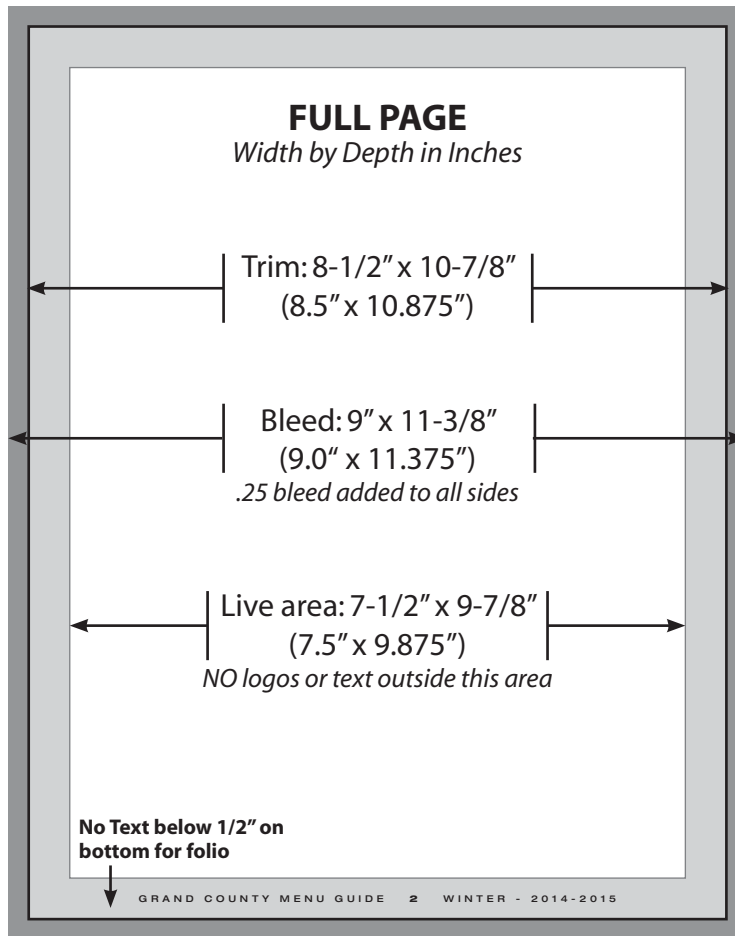 FULL PAGE
Width by Depth in Inches
Trim: 8-1/2” x 10-7/8”
(8.5” x 10.875”)
Bleed: 9” x 11-3/8”
(9.0“ x 11.375”)
.25 bleed added to all sides
Live area: 7-1/2” x 9-7/8”
(7.5” x 9.875”)
NO logos or text outside this area
No Text below 1/2” on
bottom for folio
GRAND COUNTY MENU GUIDE 2 WINTER - 2014-2015